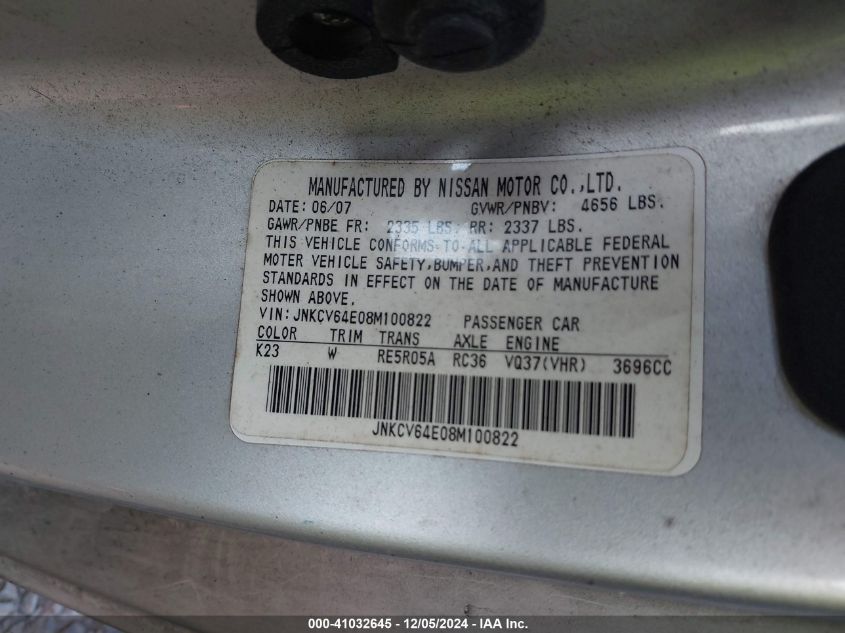 MANUFACTURED BY NISSAN MOTOR CO.,LTD.
DATE: 06/07 GVWR/PNBV: 4656 LBS.
GAWR/PNBE FR: 2335 LBS. RR: 2337 LBS.
THIS VEHICLE CONFORMS TO ALL APPLICABLE FEDERAL
MOTOR VEHICLE SAFETY,BUMPER,AND THEFT PREVENTION
STANDARDS IN EFFECT ON THE DATE OF MANUFACTURE
SHOWN ABOVE.
VIN: JNKCV64E08M100822 PASSENGER CAR
COLOR TRIM TRANS AXLE ENGINE
K23 W RE5R05A RC36 VQ37(VHR) 3696CC
JNKCV64E08M100822
000-41032645 - 12/05/2024 - IAA Inc.